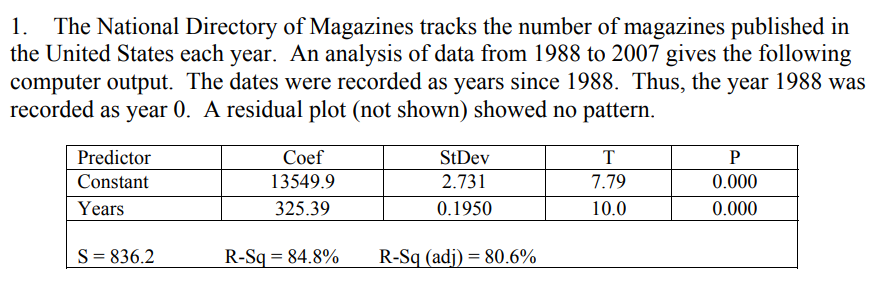 1. The National Directory of Magazines tracks the number of magazines published in
the United States each year. An analysis of data from 1988 to 2007 gives the following
computer output. The dates were recorded as years since 1988. Thus, the year 1988 was
recorded as year 0. A residual plot (not shown) showed no pattern.
Predictor Coef StDev T P
Constant 13549.9 2.731 7.79 0.000
Years 325.39 0.1950 10.0 0.000
S = 836.2 R-Sq = 84.8% R-Sq (adj) = 80.6%